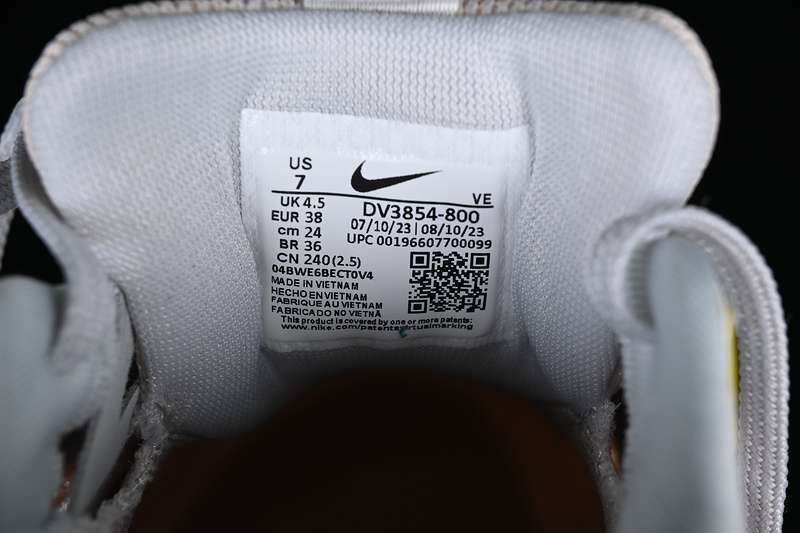 US
7
VE
UK 4.5
EUR 38
cm 24
BR 36
CN 240(2.5)
DV3854-800
07/10/23 | 08/10/23
UPC 00196607700099
04BWE6BECT0V4
MADE IN VIETNAM
HECHO EN VIETNAM
FABRIQUE AU VIETNAM
FABRICADO NO VIETNÃ
This product is covered by one or more patents:
www.nike.com/patentsvirtualmarking